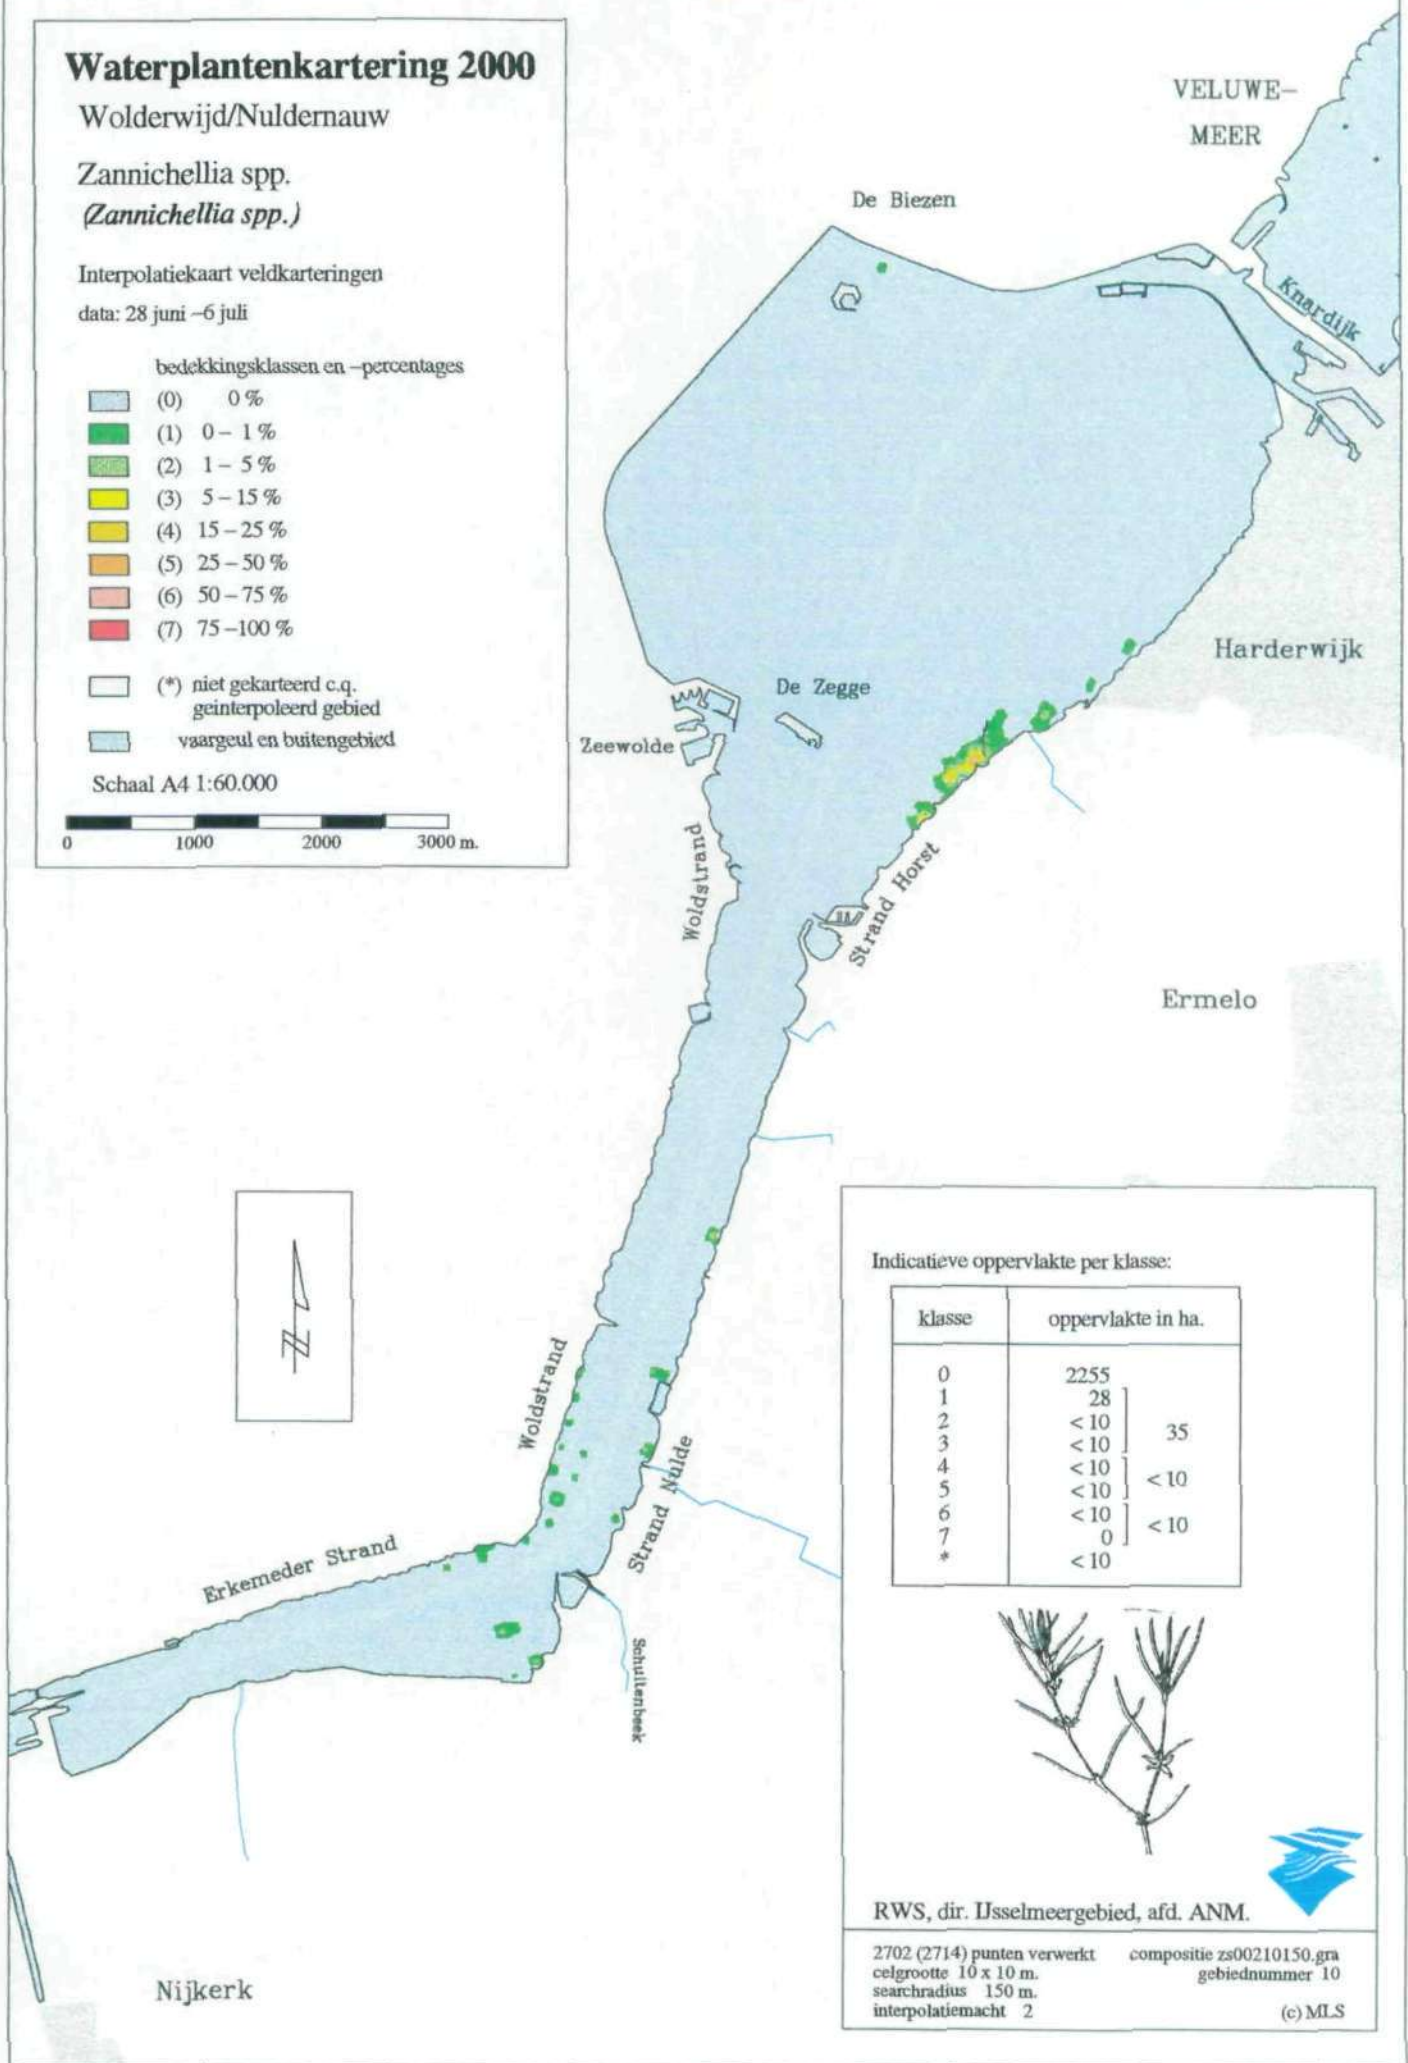 Waterplantenkartering 2000
Wolderwijd/Nuldernauw
Zannichellia spp.
(Zannichellia spp.)
Interpolatiekaart veldkarteringen
data: 28 juni –6 juli
bedekkingsklassen en –percentages
(0) 0 %
(1) 0 – 1 %
(2) 1 – 5 %
(3) 5 – 15 %
(4) 15 – 25 %
(5) 25 – 50 %
(6) 50 – 75 %
(7) 75 –100 %
(*) niet gekarteerd c.q.
geinterpoleerd gebied
vaargeul en buitengebied
Schaal A4 1:60.000
0 1000 2000 3000 m.
VELUWE–
MEER
De Biezen
Knardijk
Harderwijk
De Zegge
Zeewolde
Woldstrand
Strand Horst
Ermelo
Woldstrand
Strand Nulde
Erkemeder Strand
Schuitenbeek
Nijkerk
Indicatieve oppervlakte per klasse:
klasse oppervlakte in ha.
0 2255
1 28
2 < 10 35
3 < 10
4 < 10 < 10
5 < 10
6 < 10 < 10
7 0
* < 10
RWS, dir. IJsselmeergebied, afd. ANM.
2702 (2714) punten verwerkt compositie zs00210150.gra
celgrootte 10 x 10 m. gebiednummer 10
searchradius 150 m.
interpolatiemacht 2 (c) MLS